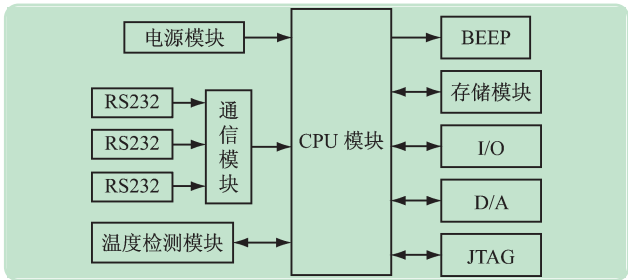 电源模块
RS232
RS232
RS232
通信模块
温度检测模块
CPU 模块
BEEP
存储模块
I/O
D/A
JTAG